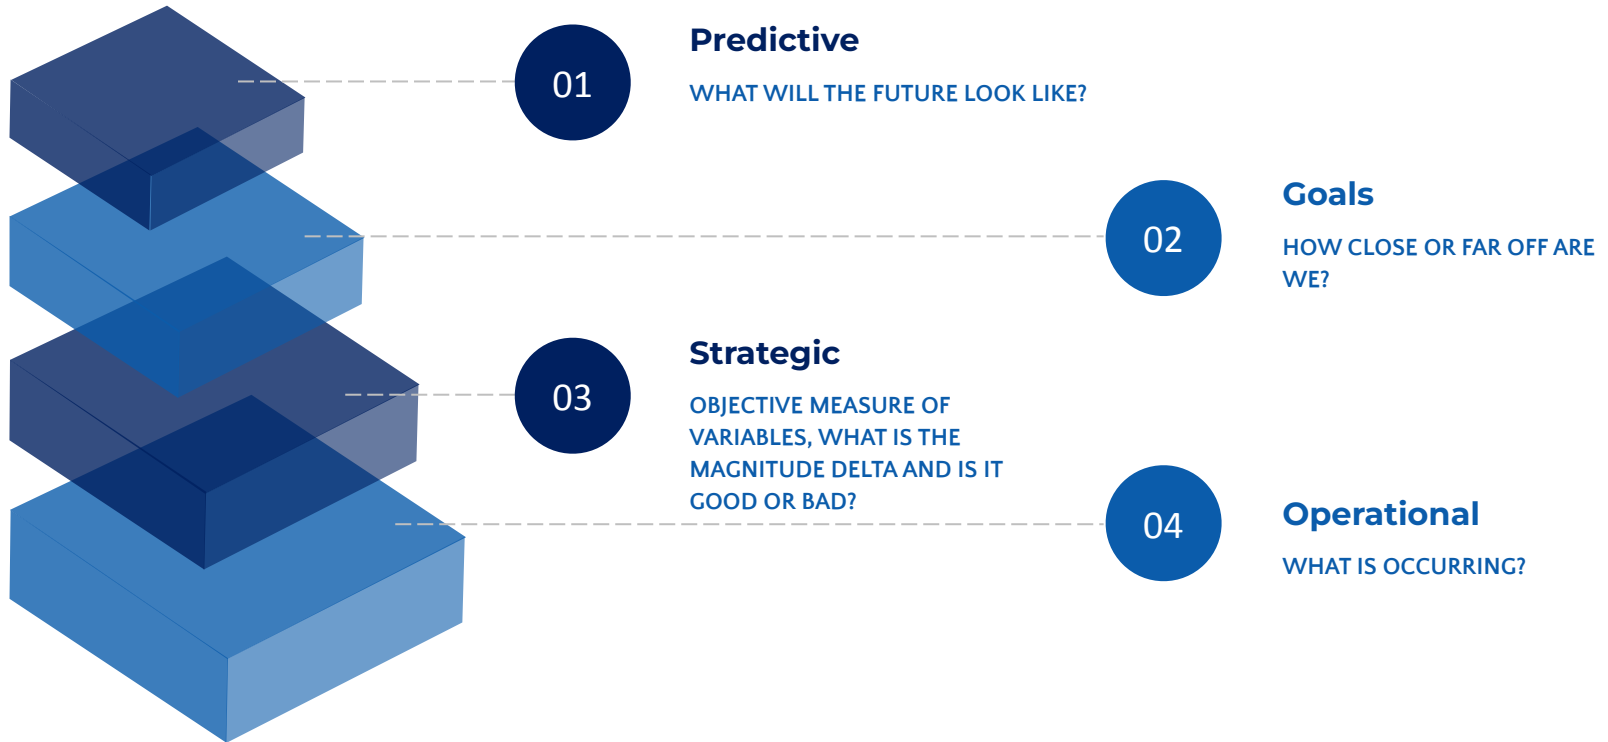 01
Predictive
WHAT WILL THE FUTURE LOOK LIKE?
02
Goals
HOW CLOSE OR FAR OFF ARE
WE?
03
Strategic
OBJECTIVE MEASURE OF
VARIABLES, WHAT IS THE
MAGNITUDE DELTA AND IS IT
GOOD OR BAD?
04
Operational
WHAT IS OCCURRING?